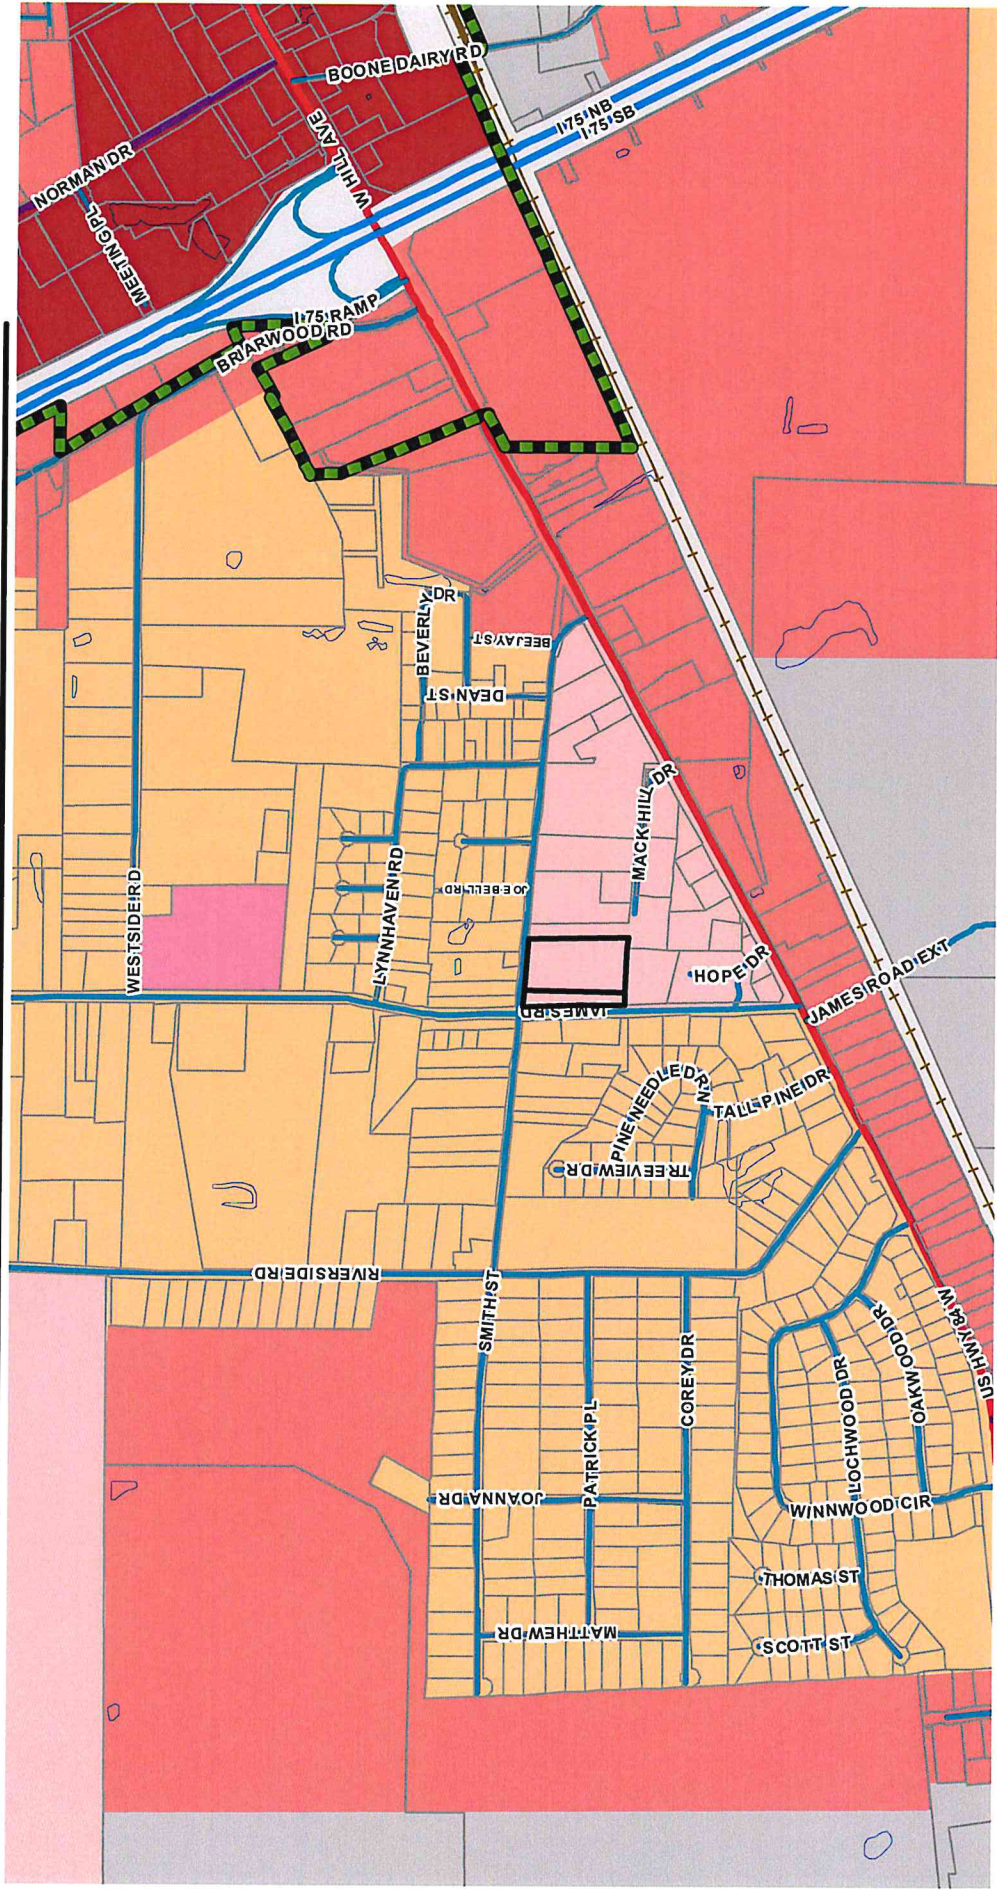 BOONE DAIRY RD
I 75 NB
I 75 SB
W HILL AVE
NORMAN DR
MEETING PL
I 75 RAMP
BRIARWOOD RD
BEVERLY DR
BEEJAY ST
DEAN ST
MACK HILL DR
WESTSIDE RD
LYNNHAVEN RD
JOE BELL RD
HOPE DR
JAMES ROAD EXT
JAMES RD
PINE NEEDLE DR N
TALL PINE DR
TREEVIEW DR
RIVERSIDE RD
SMITH ST
US HWY 84 W
OAKWOOD DR
COREY DR
LOCHWOOD DR
PATRICK PL
JOANNA DR
WINNWOOD CIR
THOMAS ST
MATTHEW DR
SCOTT ST